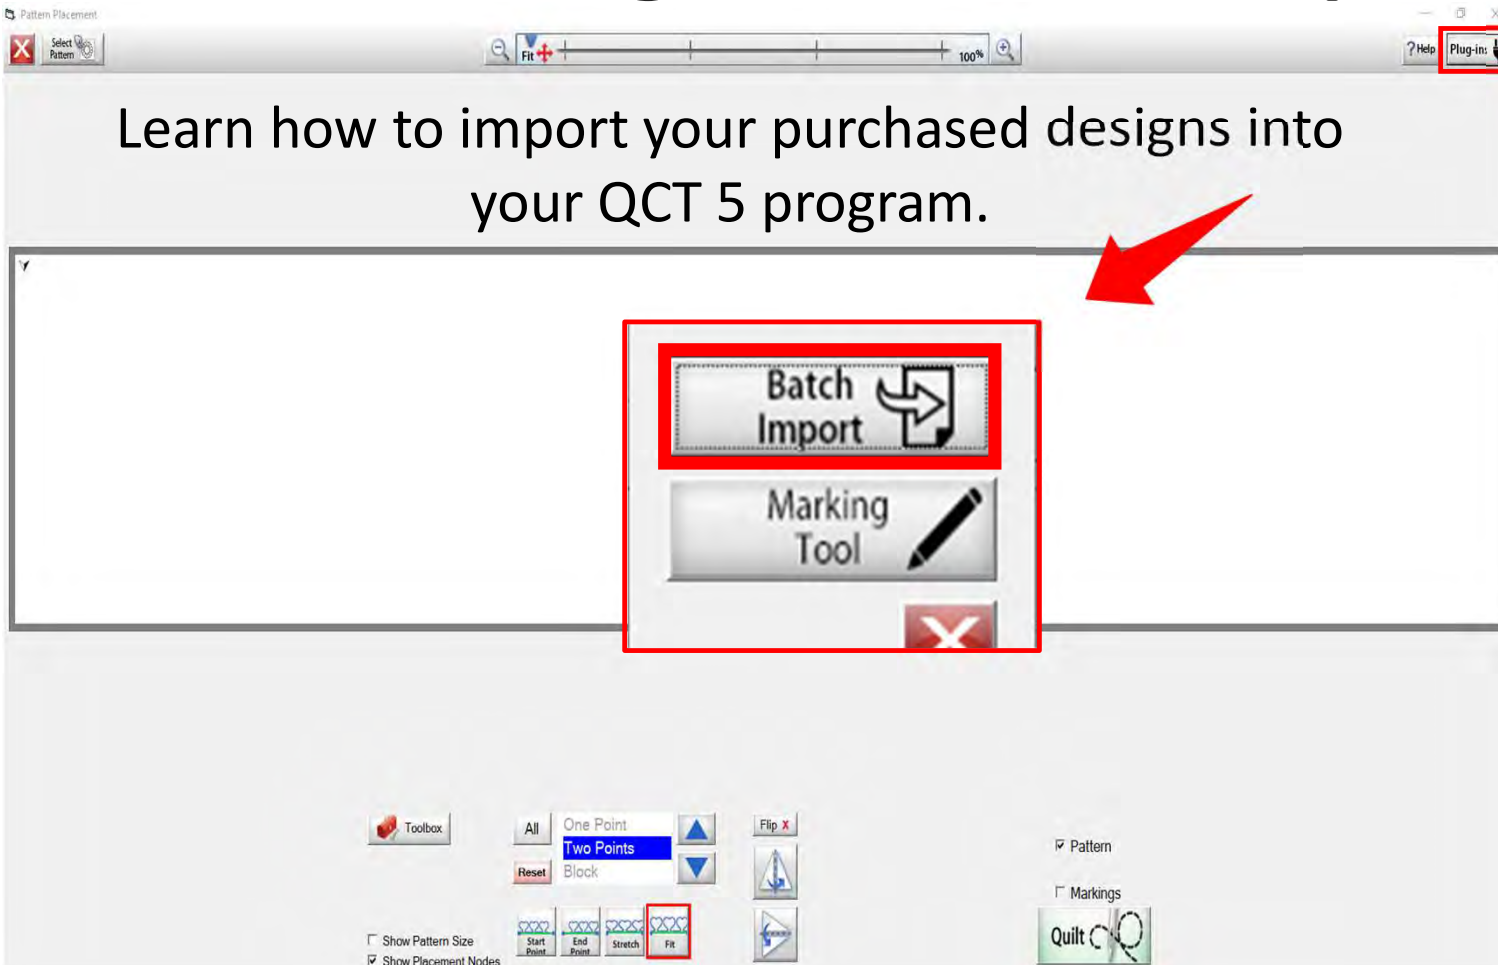 Pattern Placement
Select
Pattern
Fit
100%
? Help
Plug-ins
Learn how to import your purchased designs into
your QCT 5 program.
Batch
Import
Marking
Tool
Toolbox
All
One Point
Two Points
Block
Reset
Flip X
Pattern
Markings
Start
Point
End
Point
Stretch
Fit
Show Pattern Size
Show Placement Nodes
Quilt